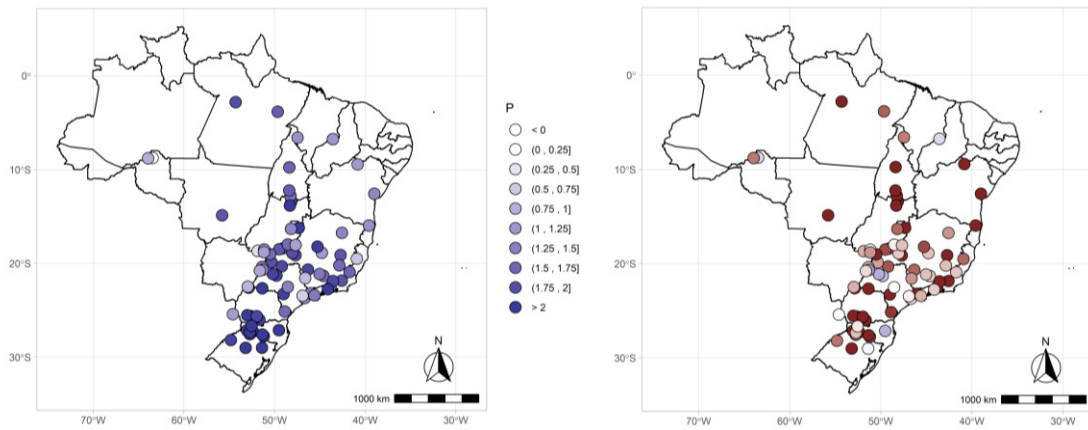 0°
10°S
20°S
30°S
70°W
60°W
50°W
40°W
30°W
N
1000 km
P
< 0
(0 , 0.25]
(0.25 , 0.5]
(0.5 , 0.75]
(0.75 , 1]
(1 , 1.25]
(1.25 , 1.5]
(1.5 , 1.75]
(1.75 , 2]
> 2
0°
10°S
20°S
30°S
70°W
60°W
50°W
40°W
30°W
N
1000 km